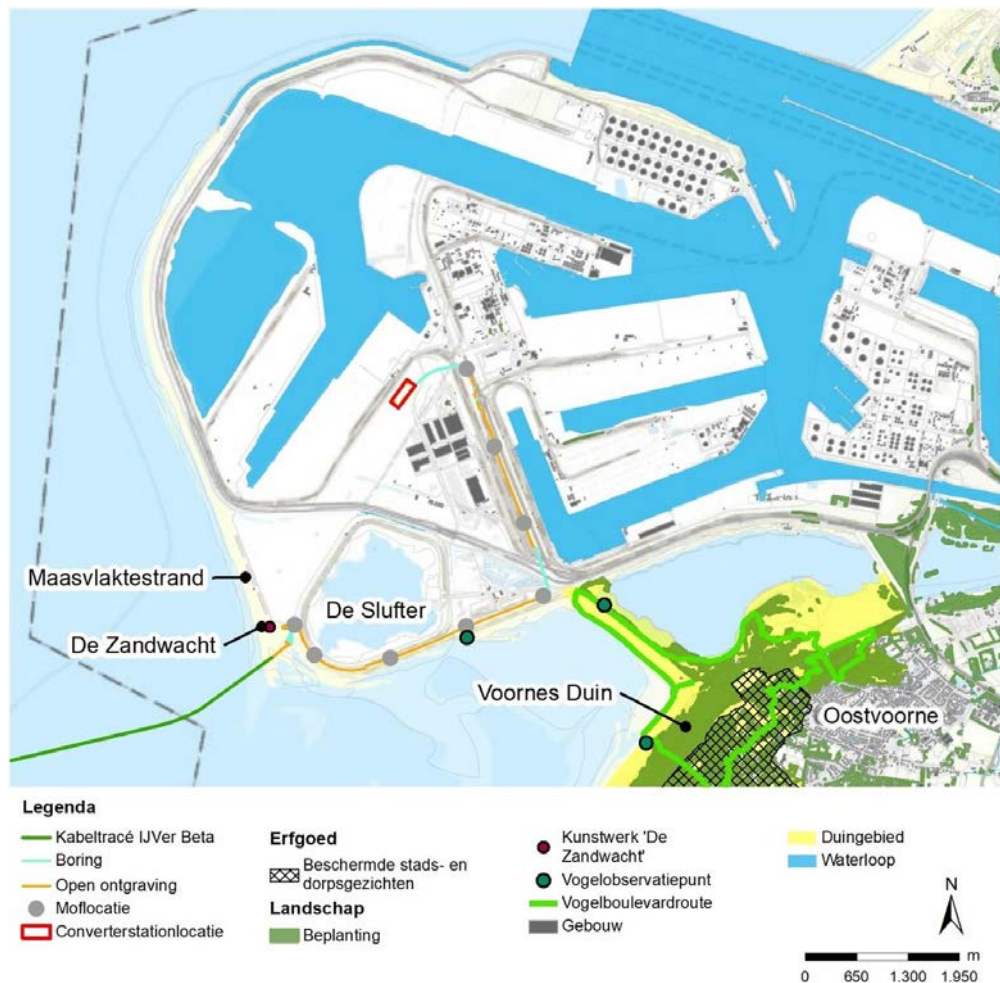 Maasvlaktestrand
De Slufter
De Zandwacht
Voornes Duin
Oostvoorne
Legenda
Kabeltracé IJVer Beta
Boring
Open ontgraving
Moflocatie
Converterstationlocatie
Erfgoed
Beschermde stads- en
dorpsgezichten
Landschap
Beplanting
Kunstwerk 'De
Zandwacht'
Vogelobservatiepunt
Vogelboulevardroute
Gebouw
Duingebied
Waterloop
N
m
0 650 1.300 1.950